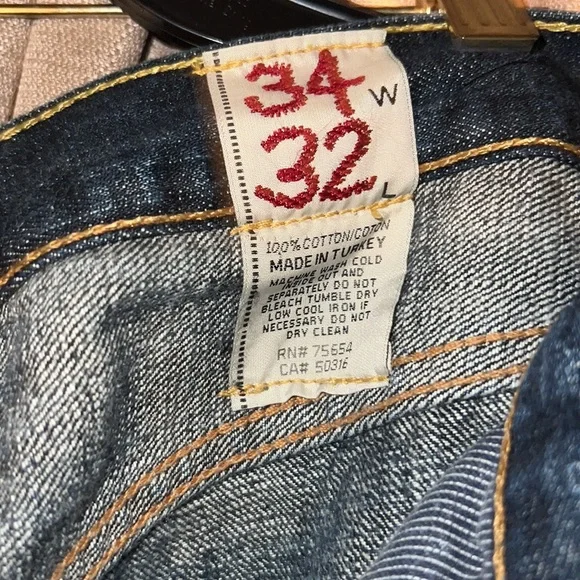 34 W
32 L
100% COTTON/COTON
MADE IN TURKEY
MACHINE WASH COLD
INSIDE OUT AND
SEPARATELY DO NOT
BLEACH TUMBLE DRY
LOW COOL IRON IF
NECESSARY DO NOT
DRY CLEAN
RN# 75654
CA# 50316